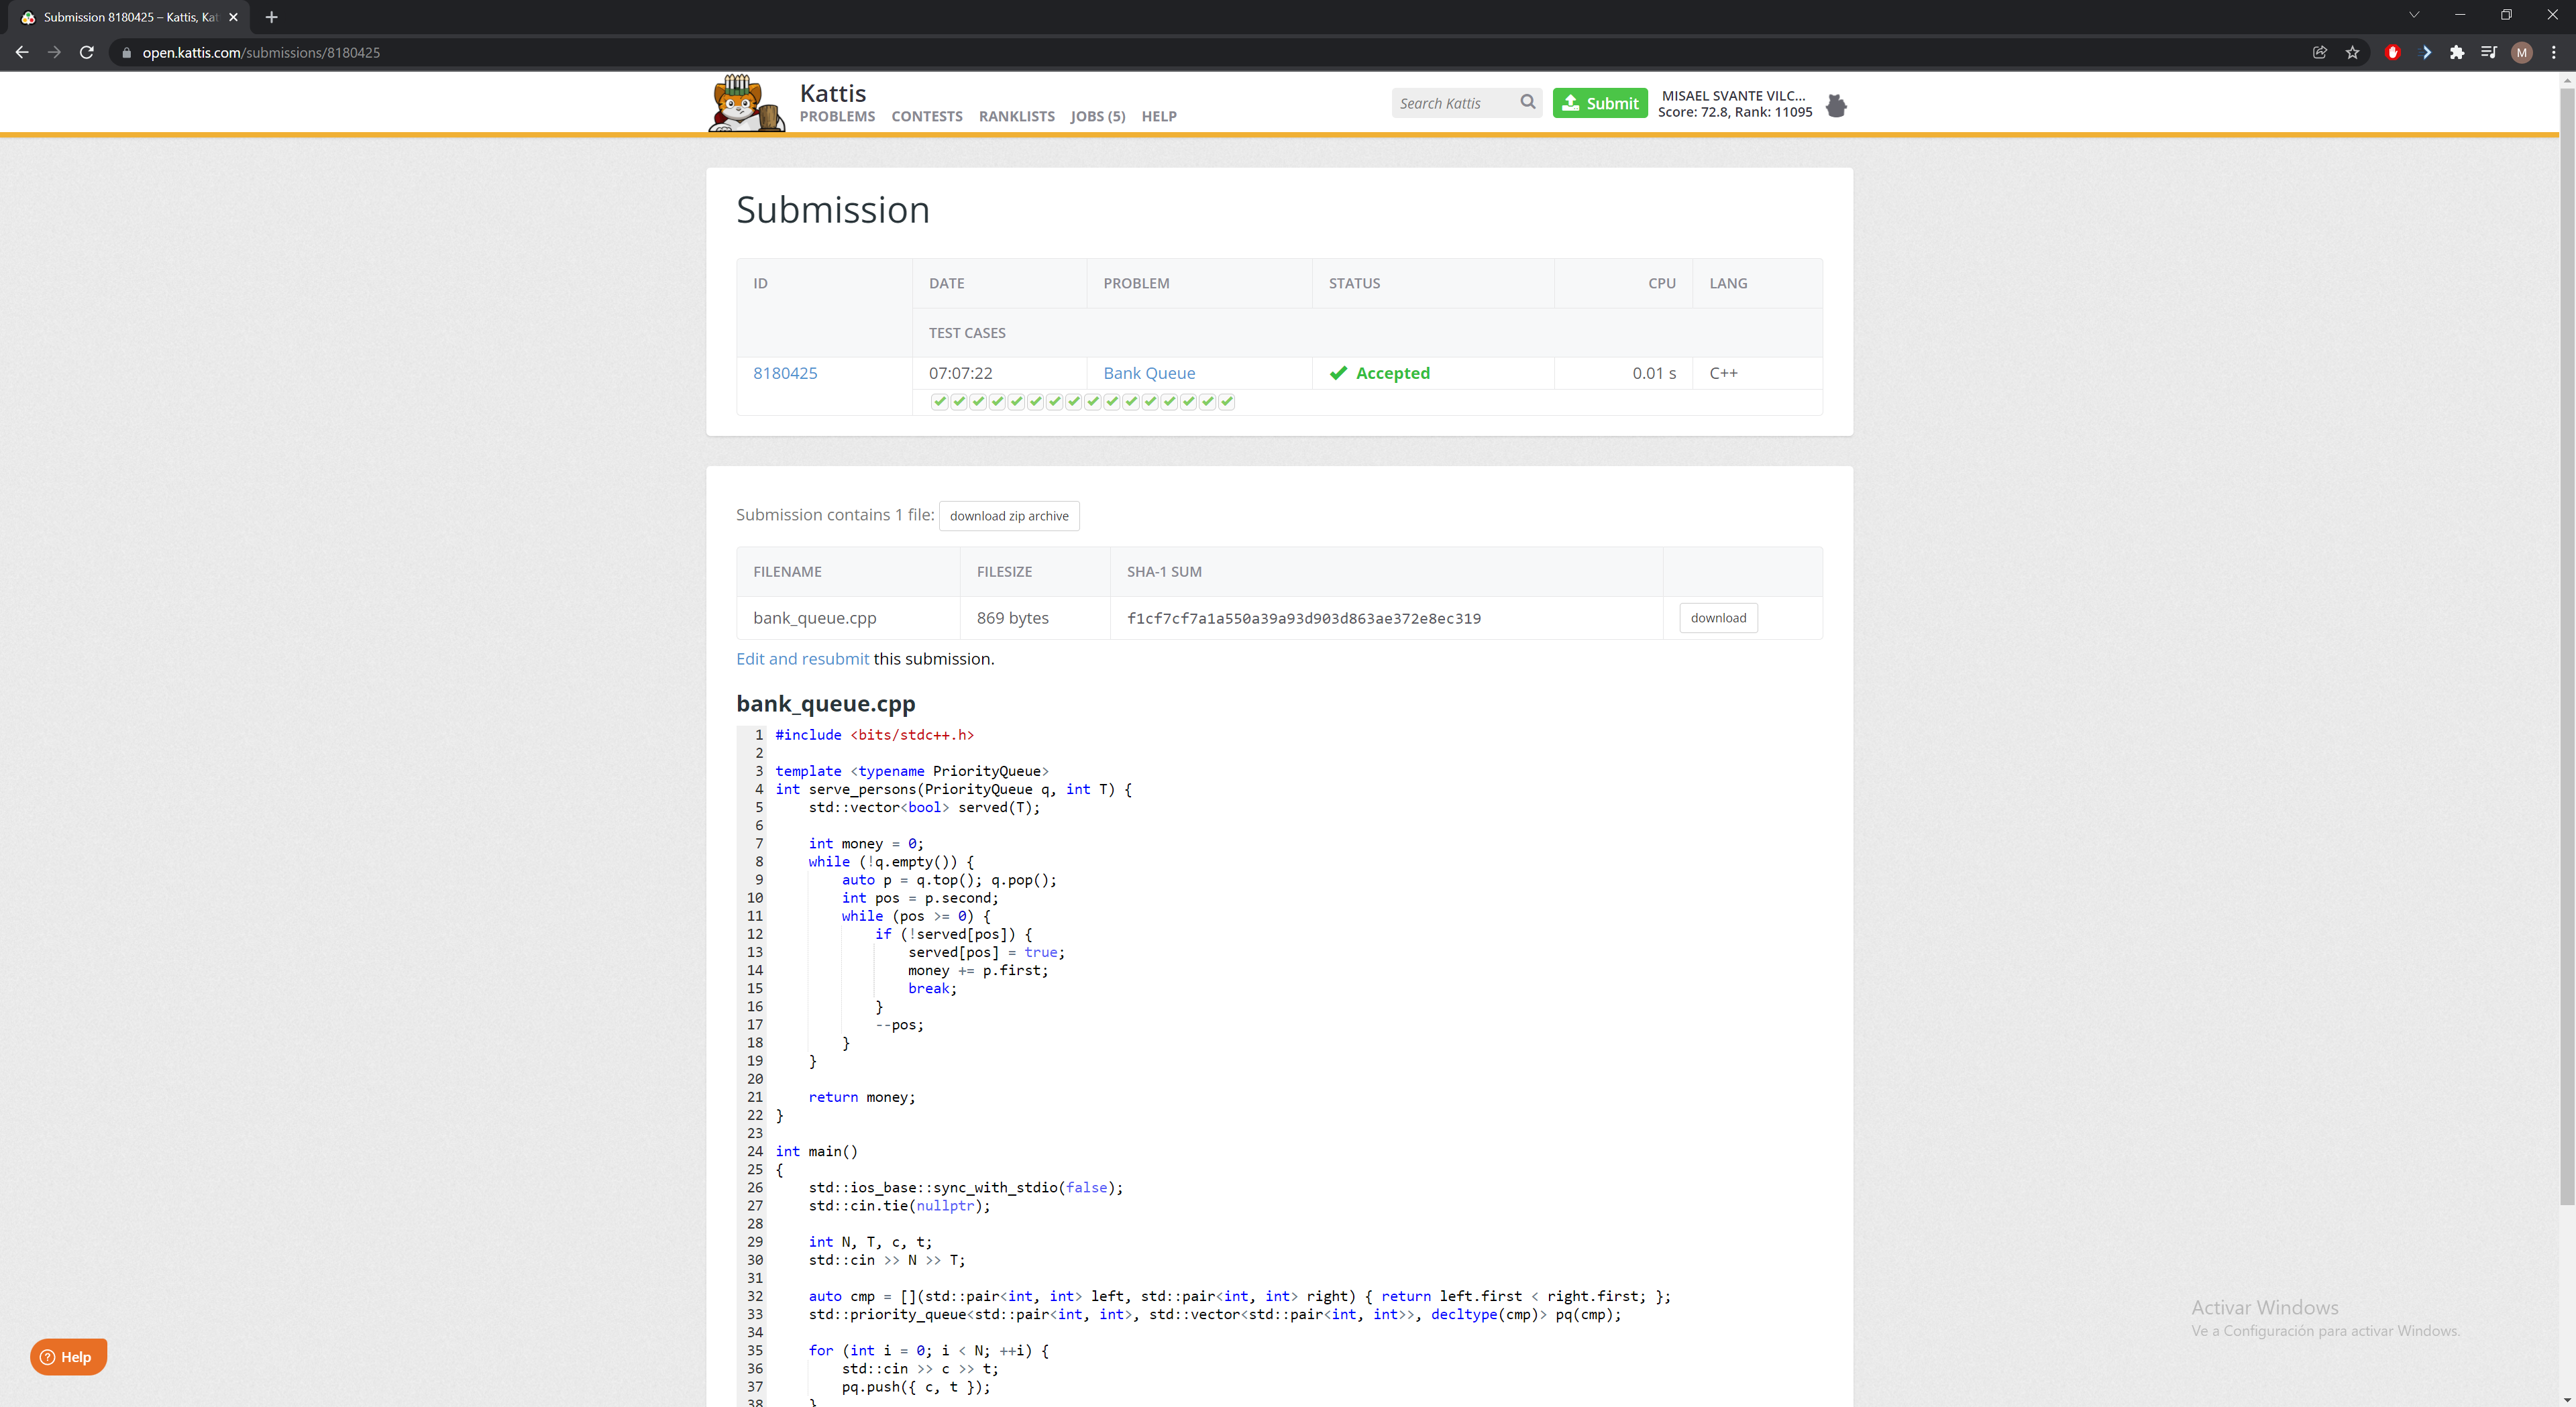 Submission 8180425 – Kattis, Kat
open.kattis.com/submissions/8180425
M
Kattis
PROBLEMS CONTESTS RANKLISTS JOBS (5) HELP
Search Kattis
Submit
MISAEL SVANTE VILC...
Score: 72.8, Rank: 11095
Submission
ID DATE PROBLEM STATUS CPU LANG
TEST CASES
8180425 07:07:22 Bank Queue Accepted 0.01 s C++
Submission contains 1 file: download zip archive
FILENAME FILESIZE SHA-1 SUM
bank_queue.cpp 869 bytes f1cf7cf7a1a550a39a93d903d863ae372e8ec319 download
Edit and resubmit this submission.
bank_queue.cpp
1 #include <bits/stdc++.h>
2
3 template <typename PriorityQueue>
4 int serve_persons(PriorityQueue q, int T) {
5     std::vector<bool> served(T);
6
7     int money = 0;
8     while (!q.empty()) {
9         auto p = q.top(); q.pop();
10         int pos = p.second;
11         while (pos >= 0) {
12             if (!served[pos]) {
13                 served[pos] = true;
14                 money += p.first;
15                 break;
16             }
17             --pos;
18         }
19     }
20
21     return money;
22 }
23
24 int main()
25 {
26     std::ios_base::sync_with_stdio(false);
27     std::cin.tie(nullptr);
28
29     int N, T, c, t;
30     std::cin >> N >> T;
31
32     auto cmp = [](std::pair<int, int> left, std::pair<int, int> right) { return left.first < right.first; };
33     std::priority_queue<std::pair<int, int>, std::vector<std::pair<int, int>>, decltype(cmp)> pq(cmp);
34
35     for (int i = 0; i < N; ++i) {
36         std::cin >> c >> t;
37         pq.push({ c, t });
38     }
Help
Activar Windows
Ve a Configuración para activar Windows.